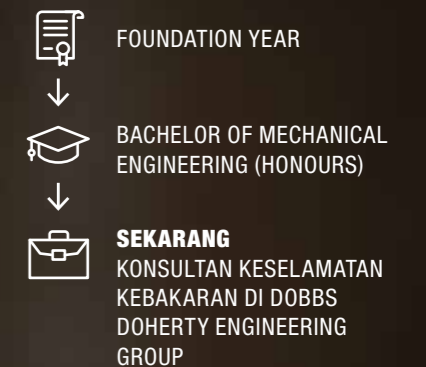 FOUNDATION YEAR
BACHELOR OF MECHANICAL
ENGINEERING (HONOURS)
SEKARANG
KONSULTAN KESELAMATAN
KEBAKARAN DI DOBBS
DOHERTY ENGINEERING
GROUP